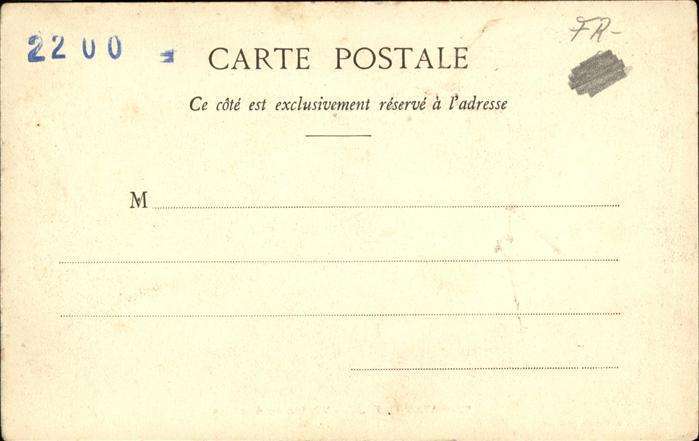 2200 =
FR-
CARTE POSTALE
Ce côté est exclusivement réservé à l'adresse
M